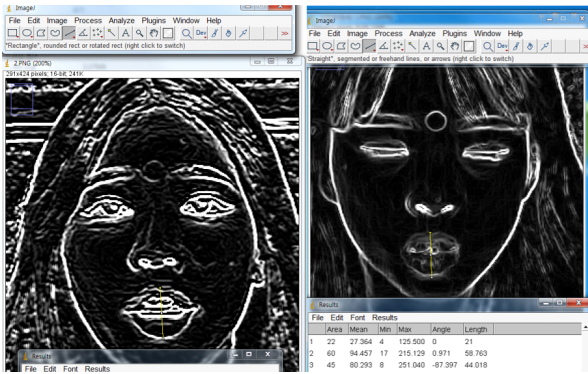 ImageJ
File Edit Image Process Analyze Plugins Window Help
Dev
"Rectangle", rounded rect or rotated rect (right click to switch)
2.PNG (200%)
291x424 pixels; 16-bit; 241K
Results
File Edit Font Results
ImageJ
File Edit Image Process Analyze Plugins Window Help
Dev
Straight", segmented or freehand lines, or arrows (right click to switch)
Results
File Edit Font Results
Area Mean Min Max Angle Length
1 22 27.364 4 125.500 0 21
2 60 94.457 17 215.129 0.971 58.763
3 45 80.293 8 251.040 -87.397 44.018